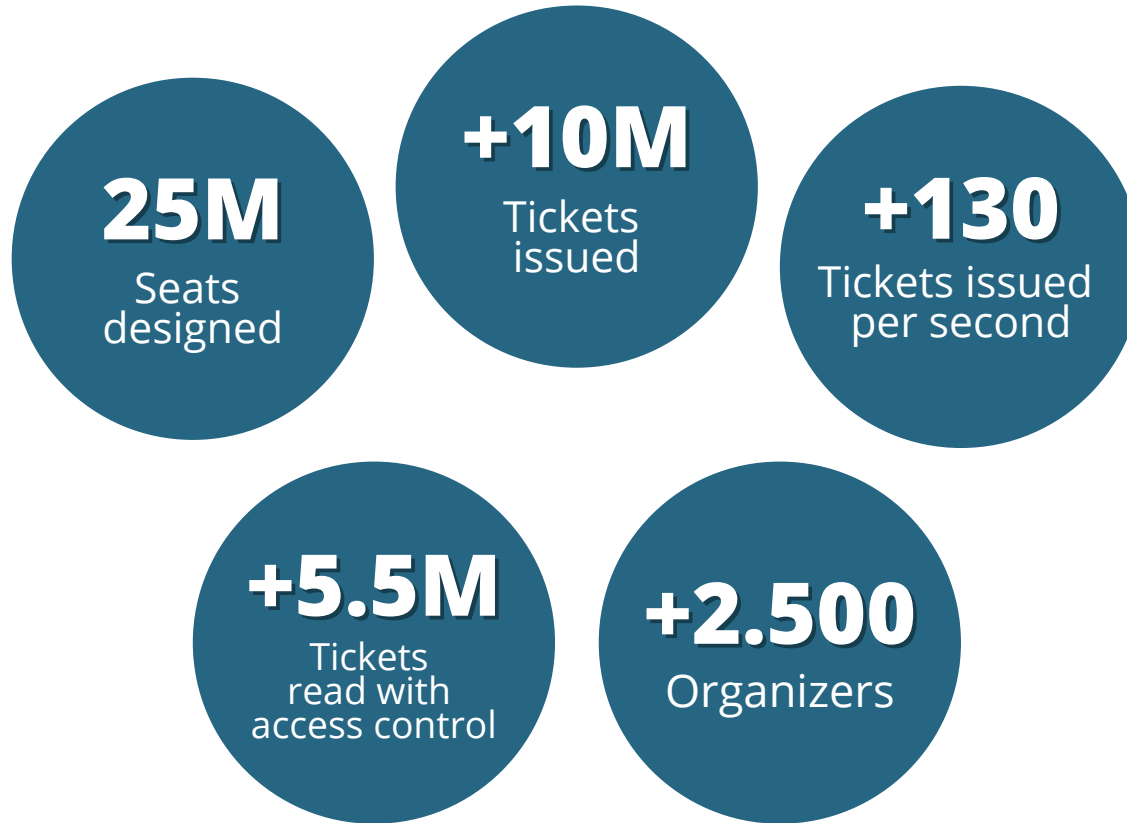 25M
Seats
designed
+10M
Tickets
issued
+130
Tickets issued
per second
+5.5M
Tickets
read with
access control
+2.500
Organizers